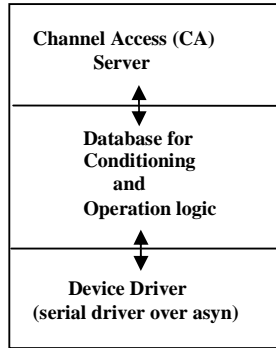 Channel Access (CA)
Server
Database for
Conditioning
and
Operation logic
Device Driver
(serial driver over asyn)